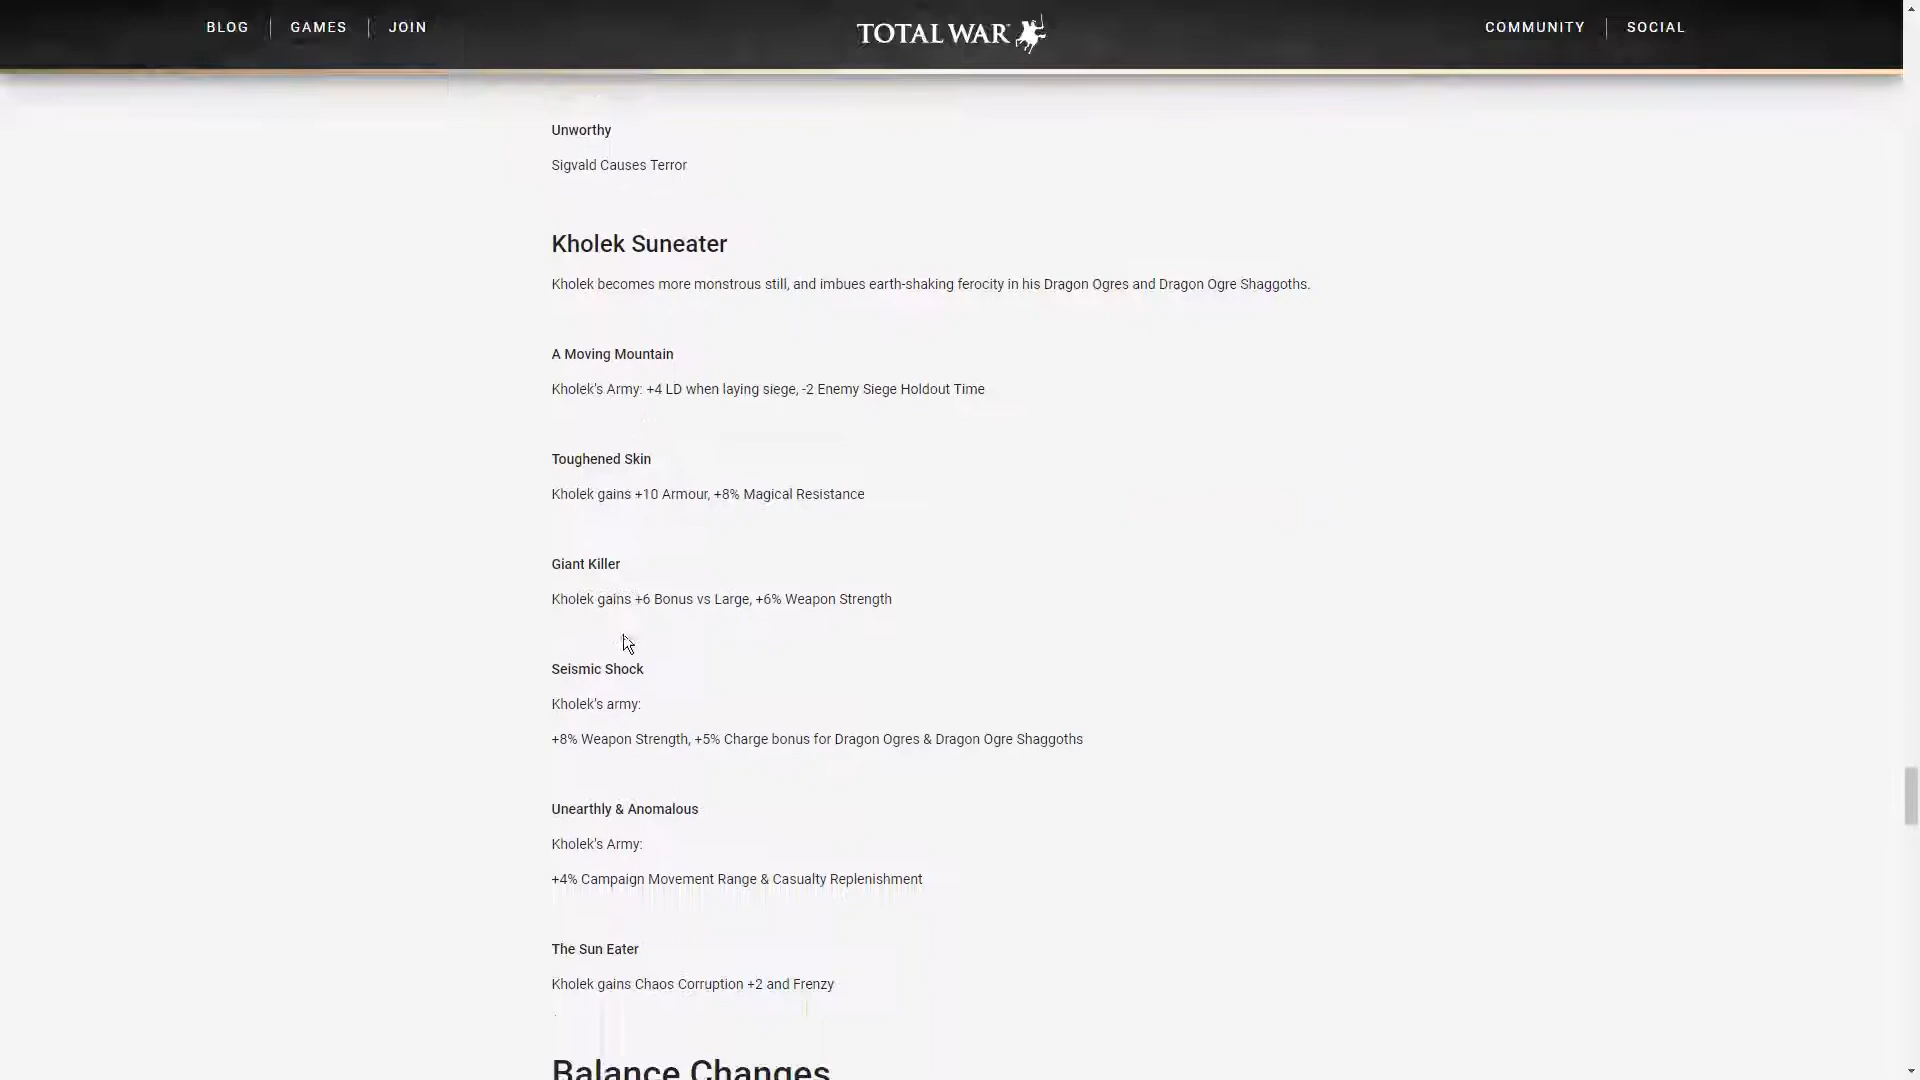 BLOG GAMES JOIN TOTAL WAR COMMUNITY SOCIAL
Unworthy
Sigvald Causes Terror
Kholek Suneater
Kholek becomes more monstrous still, and imbues earth-shaking ferocity in his Dragon Ogres and Dragon Ogre Shaggoths.
A Moving Mountain
Kholek's Army: +4 LD when laying siege, -2 Enemy Siege Holdout Time
Toughened Skin
Kholek gains +10 Armour, +8% Magical Resistance
Giant Killer
Kholek gains +6 Bonus vs Large, +6% Weapon Strength
Seismic Shock
Kholek's army:
+8% Weapon Strength, +5% Charge bonus for Dragon Ogres & Dragon Ogre Shaggoths
Unearthly & Anomalous
Kholek's Army:
+4% Campaign Movement Range & Casualty Replenishment
The Sun Eater
Kholek gains Chaos Corruption +2 and Frenzy
Balance Changes